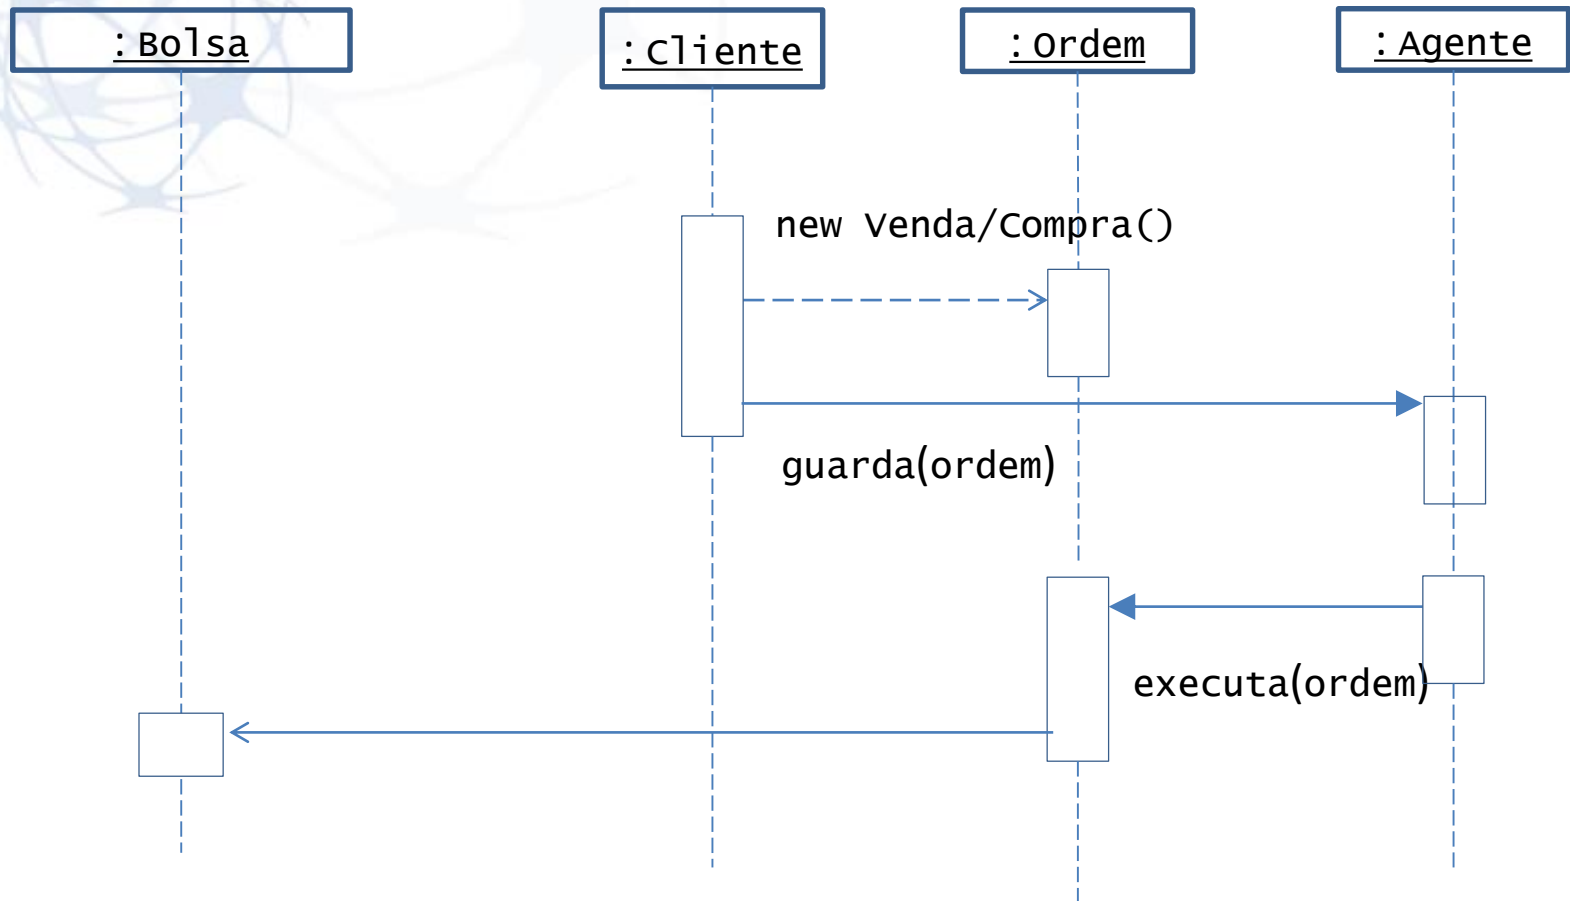 :Bolsa
:Cliente
:Ordem
:Agente
new Venda/Compra()
guarda(ordem)
executa(ordem)